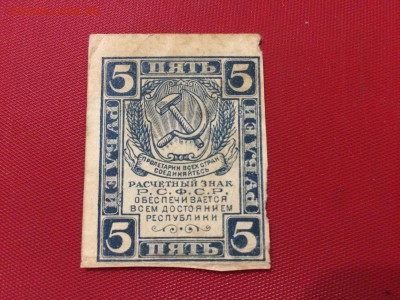 5 ПЯТЬ 5
РУБЛЕЙ
РУБЛЕЙ
ПРОЛЕТАРИИ ВСЕХ СТРАН
СОЕДИНЯЙТЕСЬ
РАСЧЕТНЫЙ ЗНАК
Р.С.Ф.С.Р.
ОБЕСПЕЧИВАЕТСЯ
ВСЕМ ДОСТОЯНИЕМ
РЕСПУБЛИКИ
5 ПЯТЬ 5